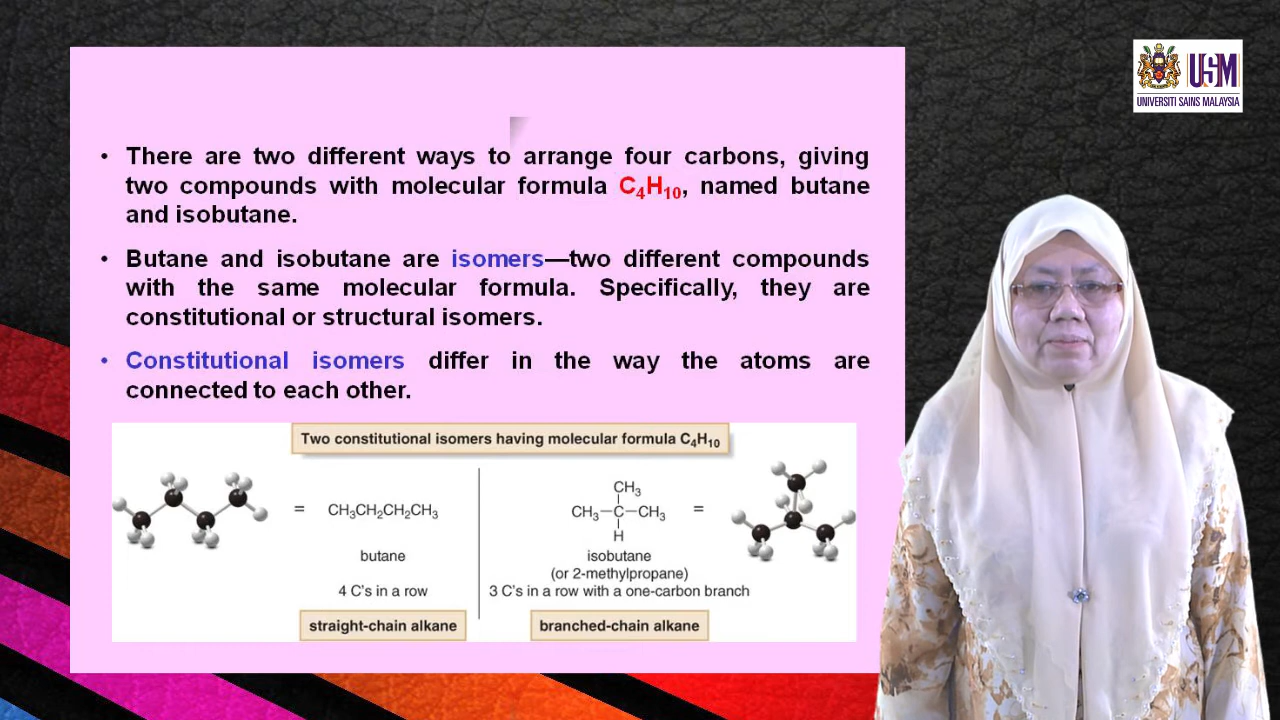 USM
UNIVERSITI SAINS MALAYSIA
• There are two different ways to arrange four carbons, giving
two compounds with molecular formula C₄H₁₀, named butane
and isobutane.
• Butane and isobutane are isomers—two different compounds
with the same molecular formula. Specifically, they are
constitutional or structural isomers.
• Constitutional isomers differ in the way the atoms are
connected to each other.
Two constitutional isomers having molecular formula C₄H₁₀
= CH₃CH₂CH₂CH₃
butane
4 C's in a row
straight-chain alkane
CH₃
CH₃—C—CH₃ =
H
isobutane
(or 2-methylpropane)
3 C's in a row with a one-carbon branch
branched-chain alkane